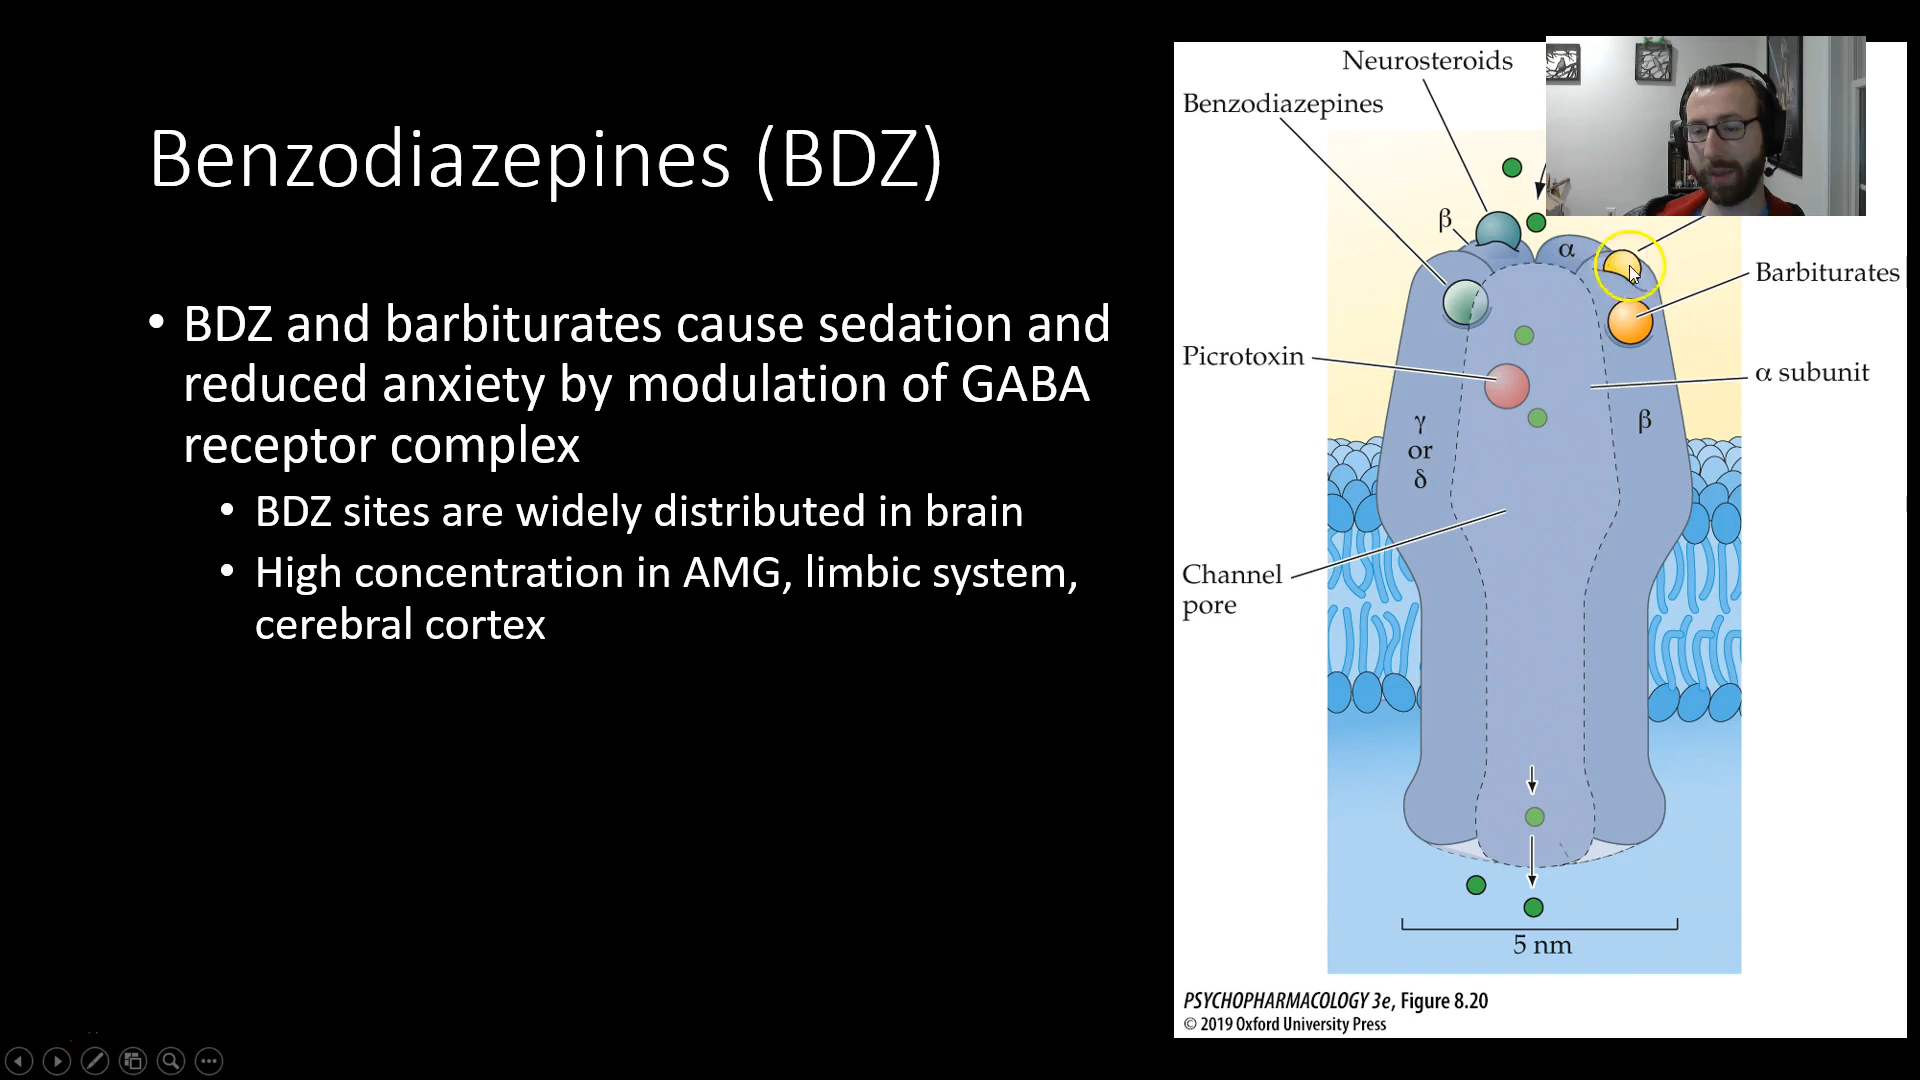 Benzodiazepines (BDZ)
• BDZ and barbiturates cause sedation and
reduced anxiety by modulation of GABA
receptor complex
• BDZ sites are widely distributed in brain
• High concentration in AMG, limbic system,
cerebral cortex
Neurosteroids
Benzodiazepines
β
α
Barbiturates
Picrotoxin
α subunit
γ
or
δ
β
Channel
pore
5 nm
PSYCHOPHARMACOLOGY 3e, Figure 8.20
© 2019 Oxford University Press